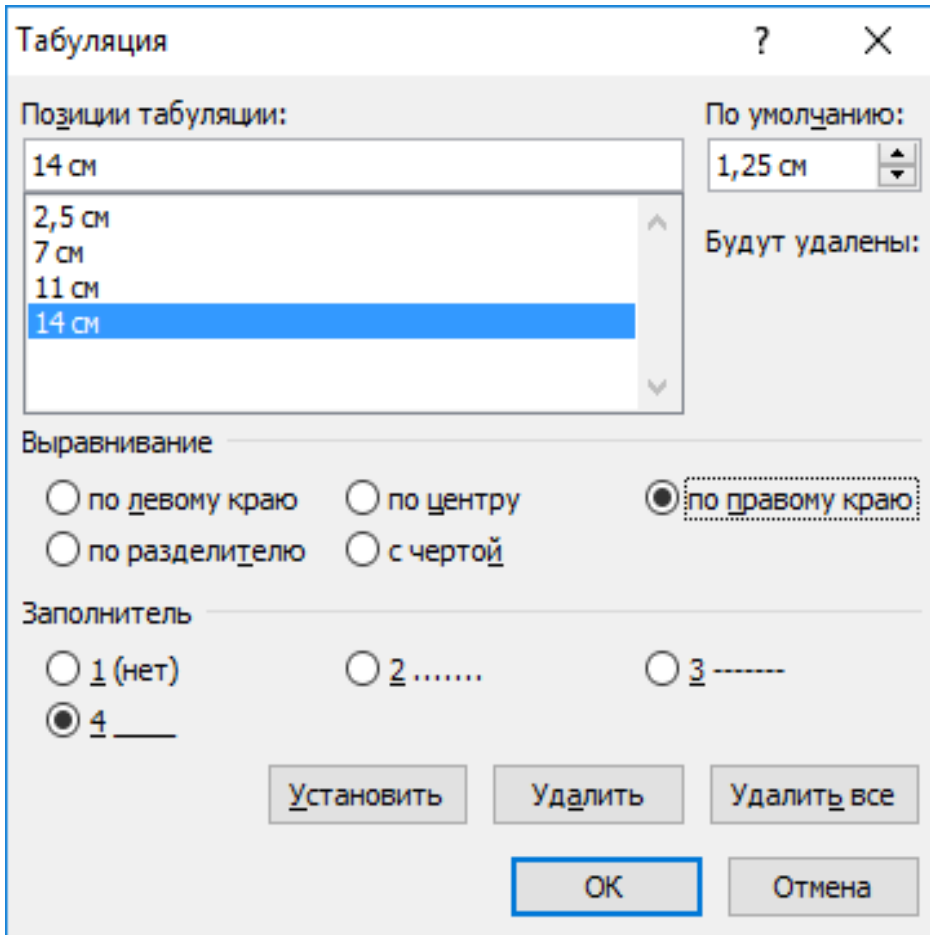 Табуляция ?
Позиции табуляции: По умолчанию:
14 см 1,25 см
2,5 см Будут удалены:
7 см
11 см
14 см
Выравнивание
по левому краю по центру по правому краю
по разделителю с чертой
Заполнитель
1 (нет) 2 ....... 3 -------
4 ____
Установить Удалить Удалить все
ОК Отмена